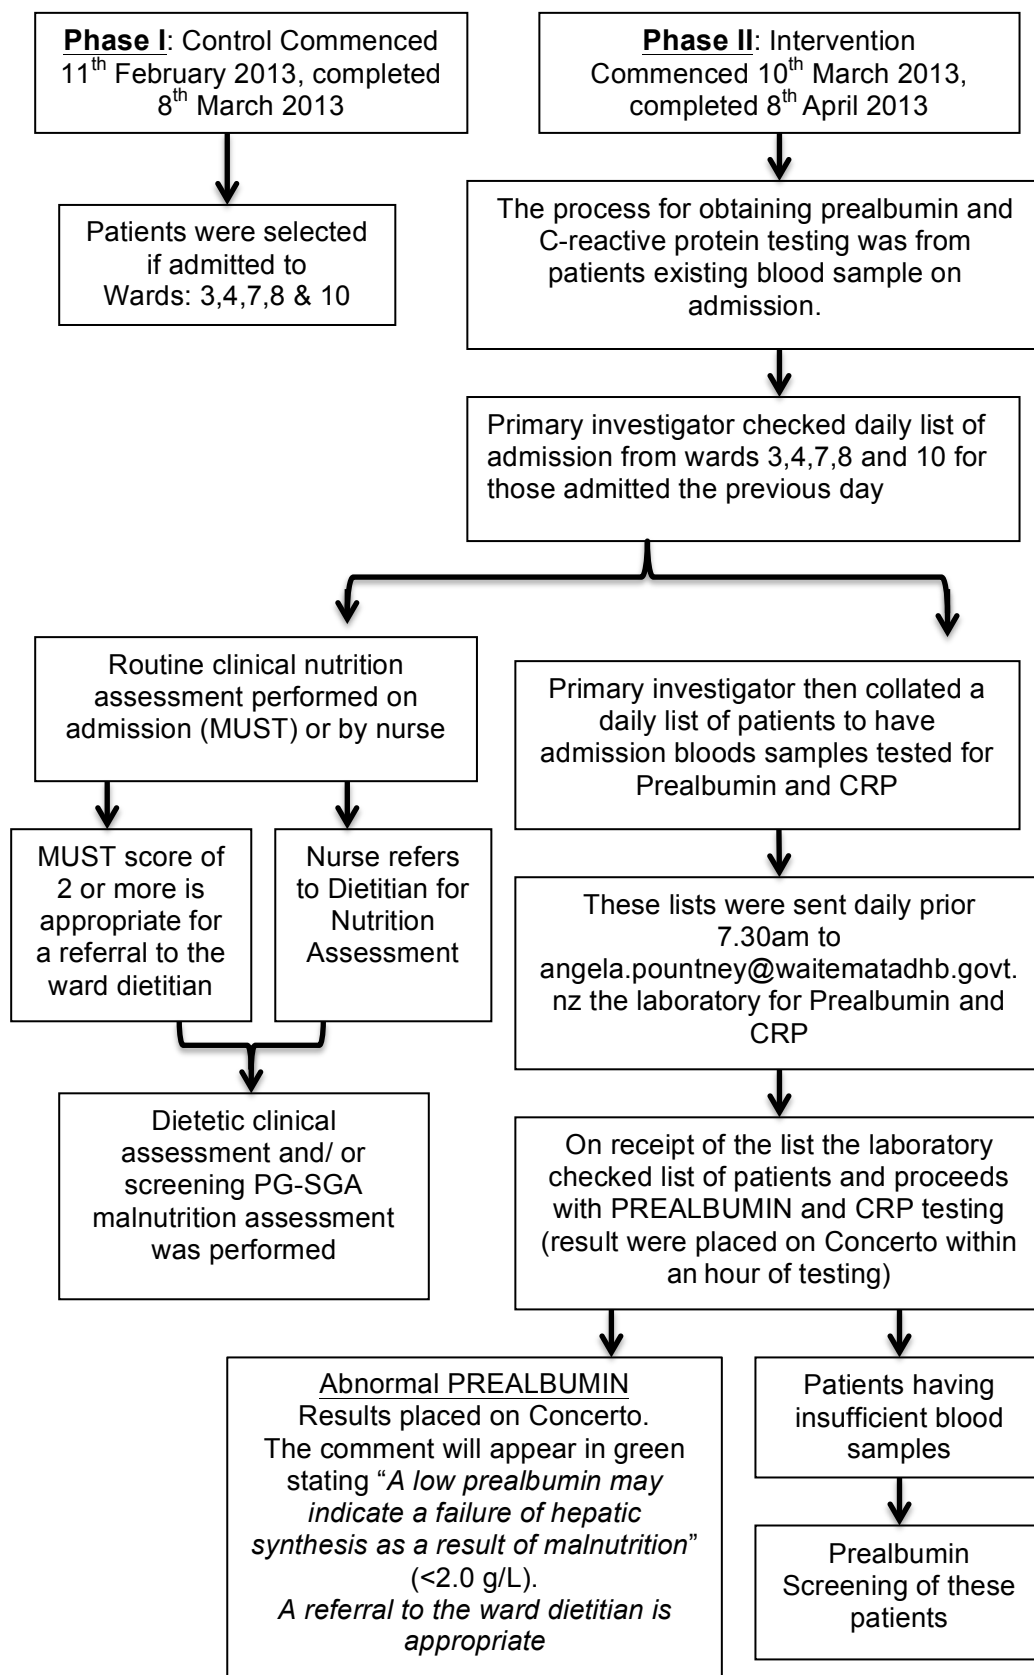 Phase I: Control Commenced
11th February 2013, completed
8th March 2013
Phase II: Intervention
Commenced 10th March 2013,
completed 8th April 2013
Patients were selected
if admitted to
Wards: 3,4,7,8 & 10
The process for obtaining prealbumin and
C-reactive protein testing was from
patients existing blood sample on
admission.
Primary investigator checked daily list of
admission from wards 3,4,7,8 and 10 for
those admitted the previous day
Routine clinical nutrition
assessment performed on
admission (MUST) or by nurse
Primary investigator then collated a
daily list of patients to have
admission bloods samples tested for
Prealbumin and CRP
MUST score of
2 or more is
appropriate for
a referral to the
ward dietitian
Nurse refers
to Dietitian for
Nutrition
Assessment
These lists were sent daily prior
7.30am to
angela.pountney@waitematadhb.govt.
nz the laboratory for Prealbumin and
CRP
Dietetic clinical
assessment and/ or
screening PG-SGA
malnutrition assessment
was performed
On receipt of the list the laboratory
checked list of patients and proceeds
with PREALBUMIN and CRP testing
(result were placed on Concerto within
an hour of testing)
Abnormal PREALBUMIN
Results placed on Concerto.
The comment will appear in green
stating “A low prealbumin may
indicate a failure of hepatic
synthesis as a result of malnutrition”
(<2.0 g/L).
A referral to the ward dietitian is
appropriate
Patients having
insufficient blood
samples
Prealbumin
Screening of these
patients